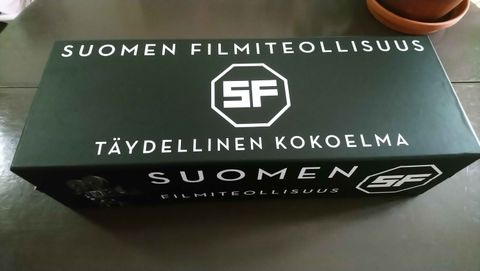 SUOMEN FILMITEOLLISUUS
SF
TÄYDELLINEN KOKOELMA
SUOMEN
FILMITEOLLISUUS
SF